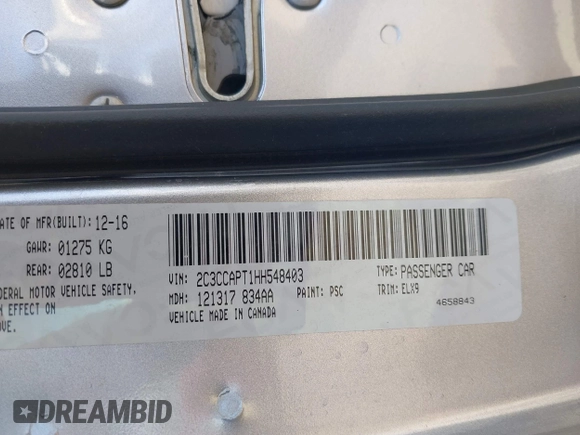 ATE OF MFR(BUILT): 12-16
GAWR: 01275 KG
REAR: 02810 LB
DERAL MOTOR VEHICLE SAFETY.
EFFECT ON
OVE.
VIN: 2C3CCAPT1HH548403
TYPE: PASSENGER CAR
MDH: 121317 834AA
PAINT: PSC
TRIM: ELX9
VEHICLE MADE IN CANADA
4658843
DREAMBID